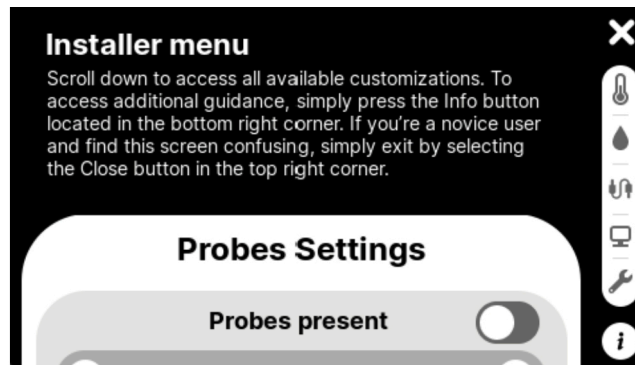 Installer menu
Scroll down to access all available customizations. To
access additional guidance, simply press the Info button
located in the bottom right corner. If you're a novice user
and find this screen confusing, simply exit by selecting
the Close button in the top right corner.
Probes Settings
Probes present
i